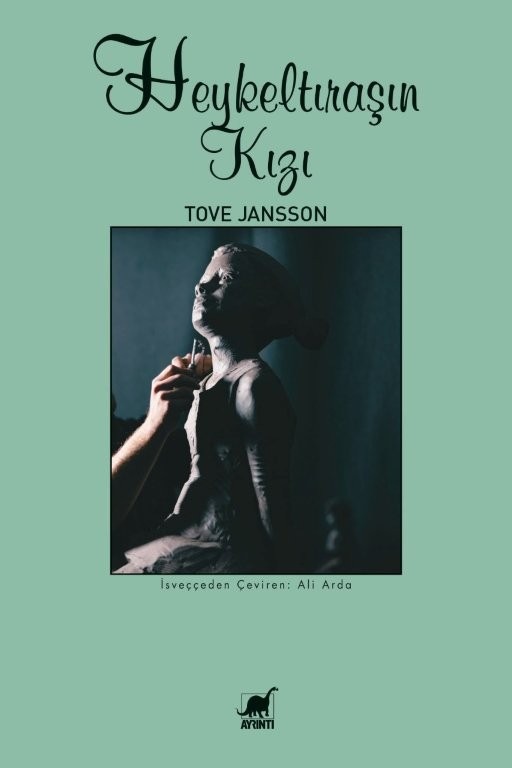 Heykeltıraşın
Kızı
TOVE JANSSON
İsveççeden Çeviren: Ali Arda
AYRINTI